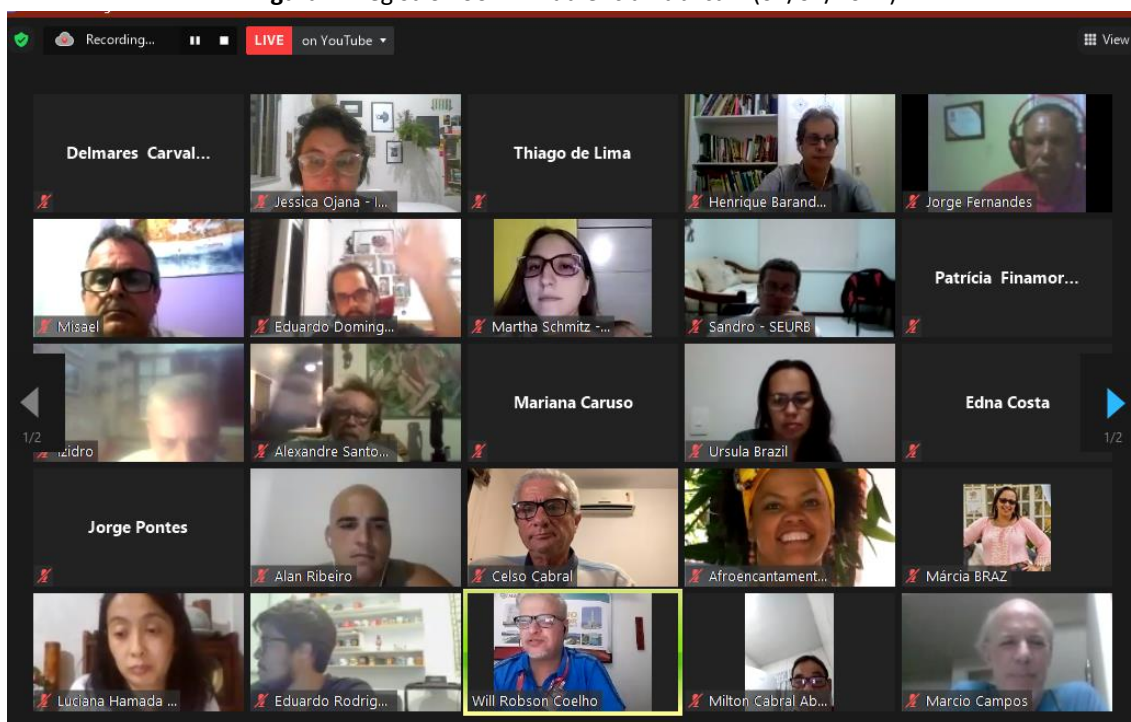 Recording...
LIVE on YouTube
View
Delmares Carval...
Jessica Ojana - I...
Thiago de Lima
Henrique Barand...
Jorge Fernandes
Misael
Eduardo Doming...
Martha Schmitz -...
Sandro - SEURB
Patrícia Finamor...
1/2
Izidro
Alexandre Santo...
Mariana Caruso
Ursula Brazil
Edna Costa
1/2
Jorge Pontes
Alan Ribeiro
Celso Cabral
Afroencantament...
Márcia BRAZ
Luciana Hamada ...
Eduardo Rodrig...
Will Robson Coelho
Milton Cabral Ab...
Marcio Campos